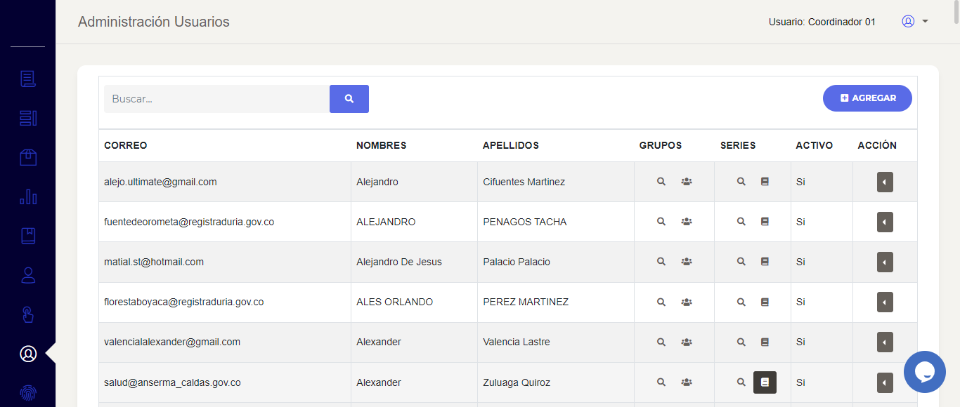 Administración Usuarios
Usuario: Coordinador 01
Buscar...
AGREGAR
CORREO NOMBRES APELLIDOS GRUPOS SERIES ACTIVO ACCIÓN
alejo.ultimate@gmail.com Alejandro Cifuentes Martinez Si
fuentedeorometa@registraduria.gov.co ALEJANDRO PENAGOS TACHA Si
matial.st@hotmail.com Alejandro De Jesus Palacio Palacio Si
florestaboyaca@registraduria.gov.co ALES ORLANDO PEREZ MARTINEZ Si
valencialalexander@gmail.com Alexander Valencia Lastre Si
salud@anserma_caldas.gov.co Alexander Zuluaga Quiroz Si